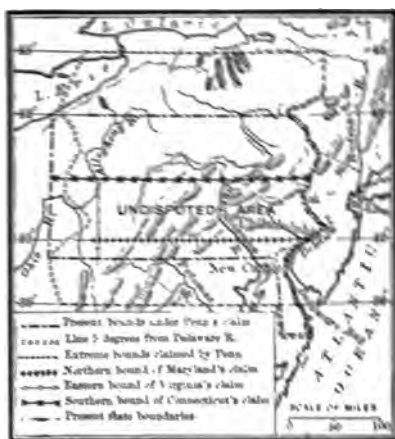 L. Ontario
L. Erie
Allegheny R.
UNDISPUTED AREA
Ohio R.
New
ATLANTIC
OCEAN
Present bounds under Penn's claim
Line 5 degrees from Delaware R.
Extreme bounds claimed by Penn
Northern bound of Maryland's claim
Eastern bound of Virginia's claim
Southern bound of Connecticut's claim
Present state boundaries
SCALE OF MILES
0 50 100